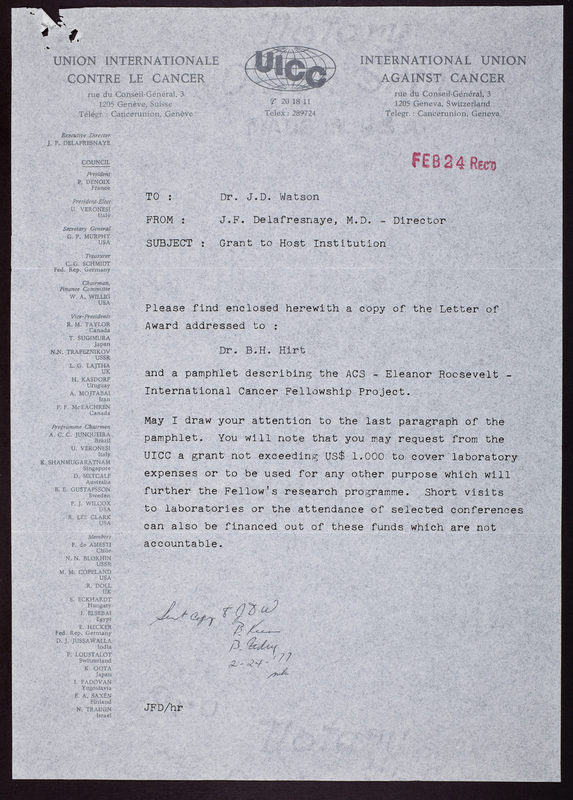 UNION INTERNATIONALE
CONTRE LE CANCER
rue du Conseil-Général, 3
1205 Genève, Suisse
Télégr.: Cancerunion, Genève
UICC
20 18 11
Télex: 289724
INTERNATIONAL UNION
AGAINST CANCER
rue du Conseil-Général, 3
1205 Geneva, Switzerland
Telegr.: Cancerunion, Geneva
FEB 24 REC'D
Executive Director
J. F. DELAFRESNAYE
COUNCIL
President
P. DENOIX
France
President-Elect
U. VERONESI
Italy
Secretary General
G. P. MURPHY
USA
Treasurer
C. G. SCHMIDT
Fed. Rep. Germany
Chairman,
Finance Committee
W. A. WILLIG
USA
Vice-Presidents
R. M. TAYLOR
Canada
T. SUGIMURA
Japan
N.N. TRAPEZNIKOV
USSR
L. G. LAJTHA
UK
H. KASDORF
Uruguay
A. MOJTABAI
Iran
P. F. McEACHREN
Canada
Programme Chairmen
A. C. C. JUNQUEIRA
Brazil
U. VERONESI
Italy
K. SHANMUGARATNAM
Singapore
D. METCALF
Australia
B. E. GUSTAFSSON
Sweden
F. J. WILCOX
USA
R. LEE CLARK
USA
Members
P. de AMESTI
Chile
N. N. BLOKHIN
USSR
M. M. COPELAND
USA
R. DOLL
UK
S. ECKHARDT
Hungary
I. ELSEBAI
Egypt
E. HECKER
Fed. Rep. Germany
D. J. JUSSAWALLA
India
P. LOUSTALOT
Switzerland
K. OOTA
Japan
I. PADOVAN
Yugoslavia
E. A. SAXÉN
Finland
N. TRAININ
Israel
TO : Dr. J.D. Watson
FROM : J.F. Delafresnaye, M.D. - Director
SUBJECT : Grant to Host Institution
Please find enclosed herewith a copy of the Letter of
Award addressed to :
Dr. B.H. Hirt
and a pamphlet describing the ACS - Eleanor Roosevelt -
International Cancer Fellowship Project.
May I draw your attention to the last paragraph of the
pamphlet. You will note that you may request from the
UICC a grant not exceeding US$ 1.000 to cover laboratory
expenses or to be used for any other purpose which will
further the Fellow's research programme. Short visits
to laboratories or the attendance of selected conferences
can also be financed out of these funds which are not
accountable.
Sent copy to JDW
2-24-'77
mk
JFD/hr
Notary